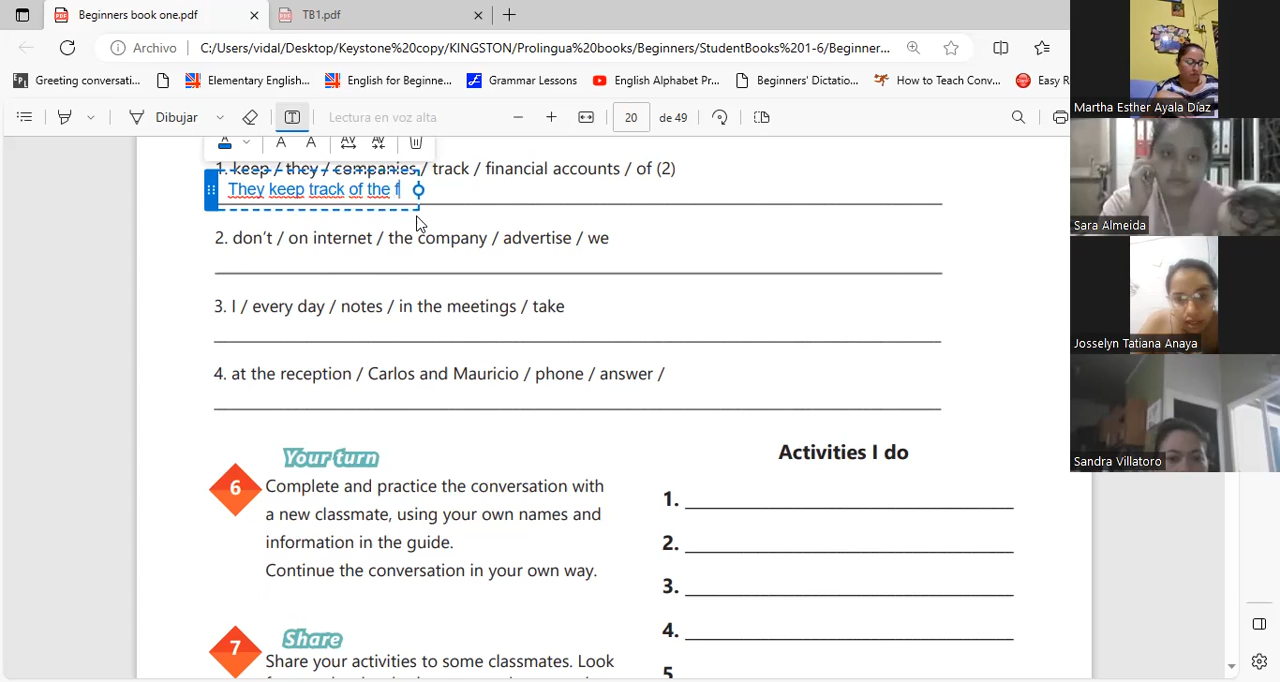 Beginners book one.pdf
TB1.pdf
Archivo
C:/Users/vidal/Desktop/Keystone%20copy/KINGSTON/Prolingua%20books/Beginners/StudentBooks%201-6/Beginner...
Greeting conversati...
Elementary English...
English for Beginne...
Grammar Lessons
English Alphabet Pr...
Beginners' Dictatio...
How to Teach Conv...
Easy R
Dibujar
Lectura en voz alta
20
de 49
1. keep / they / companies / track / financial accounts / of (2)
They keep track of the f
2. don't / on internet / the company / advertise / we
3. I / every day / notes / in the meetings / take
4. at the reception / Carlos and Mauricio / phone / answer /
Your turn
6
Complete and practice the conversation with
a new classmate, using your own names and
information in the guide.
Continue the conversation in your own way.
Activities I do
1.
2.
3.
4.
5
7
Share
Share your activities to some classmates. Look
Martha Esther Ayala Díaz
Sara Almeida
Josselyn Tatiana Anaya
Sandra Villatoro